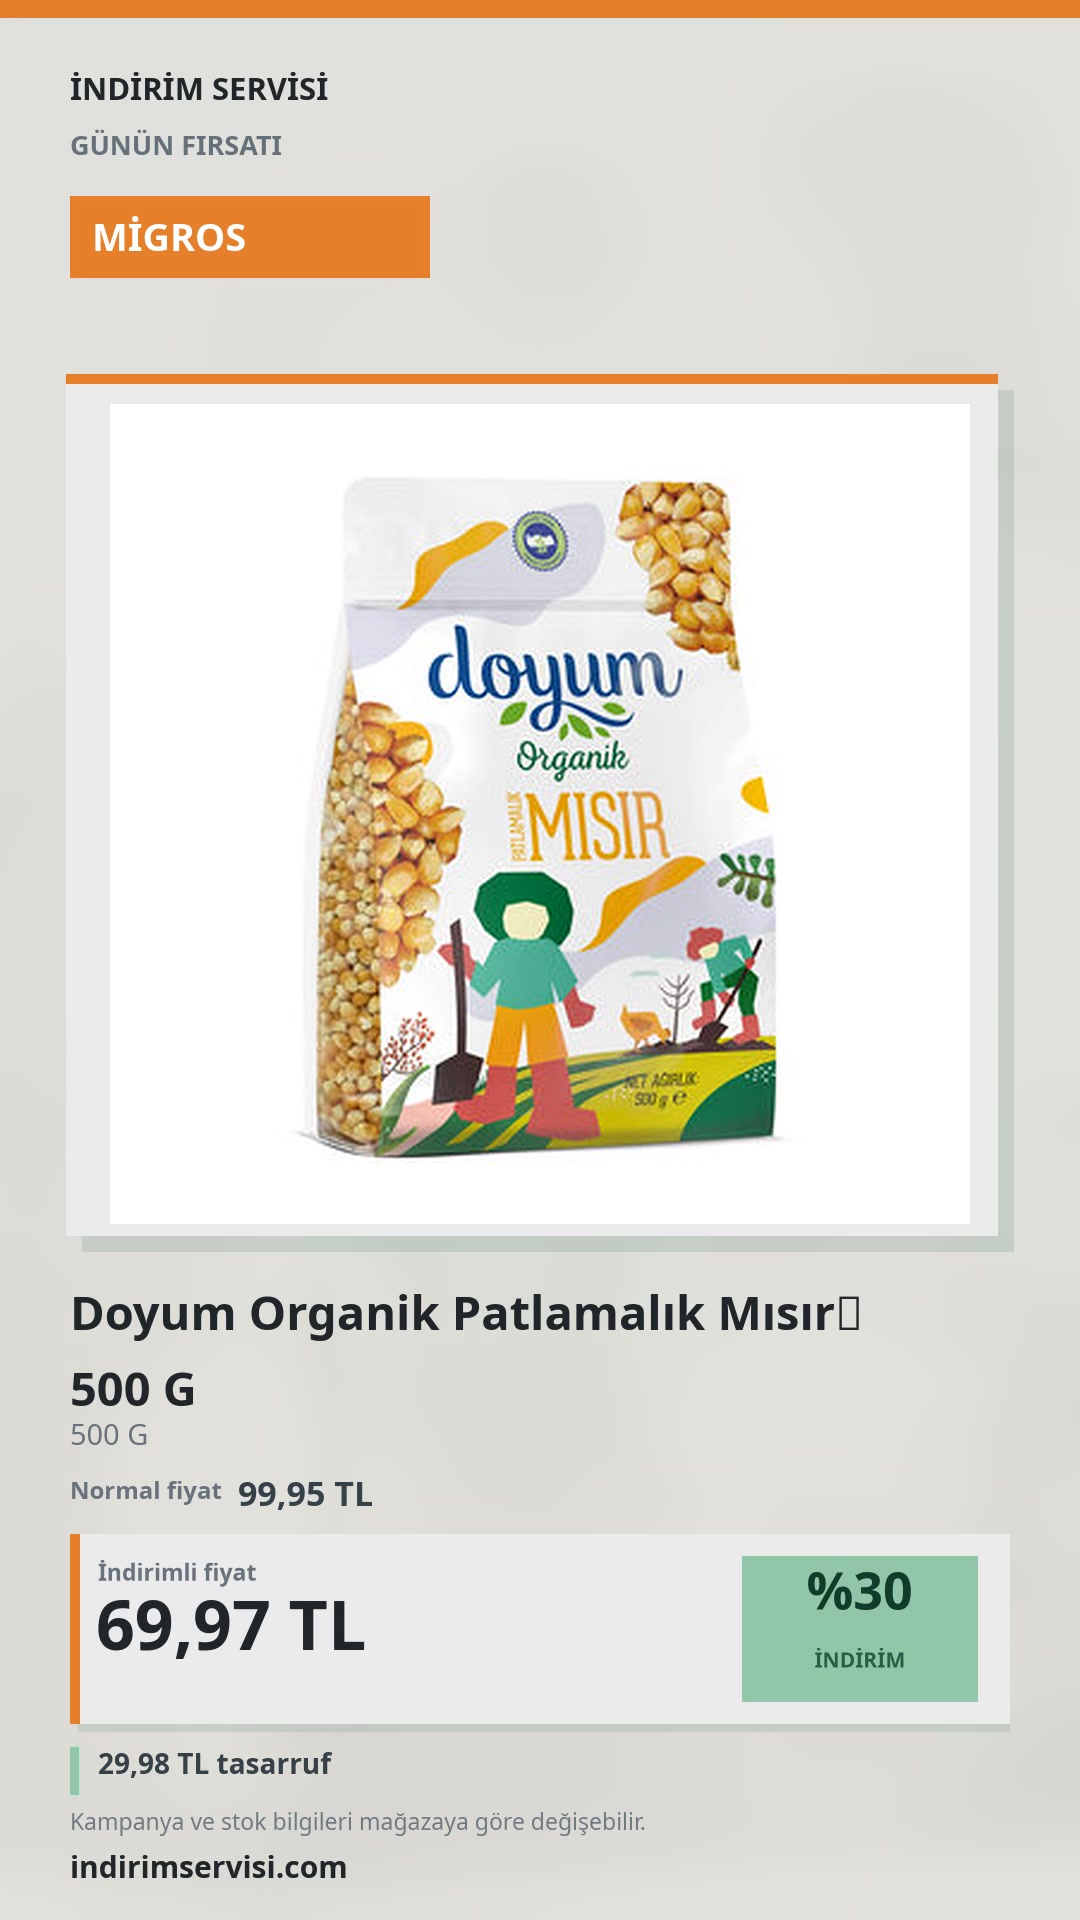 İNDİRİM SERVİSİ
GÜNÜN FIRSATI
MİGROS
doyum
Organik
PATLAMALIK
MISIR
NET AĞIRLIK:
500 g ℮
Doyum Organik Patlamalık Mısır
500 G
500 G
Normal fiyat 99,95 TL
İndirimli fiyat
69,97 TL
%30
İNDİRİM
29,98 TL tasarruf
Kampanya ve stok bilgileri mağazaya göre değişebilir.
indirimservisi.com